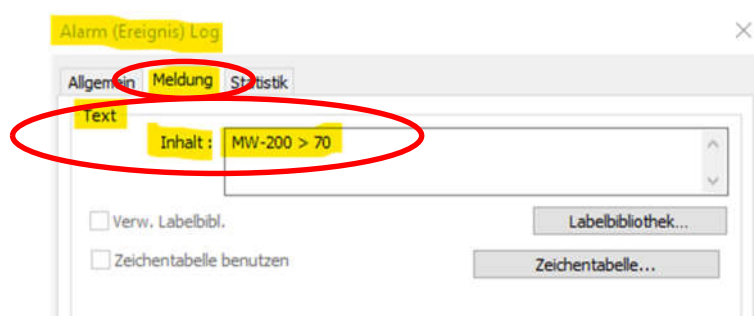 Alarm (Ereignis) Log
Allgemein Meldung Statistik
Text
Inhalt : MW-200 > 70
Verw. Labelbibl. Labelbibliothek...
Zeichentabelle benutzen Zeichentabelle...